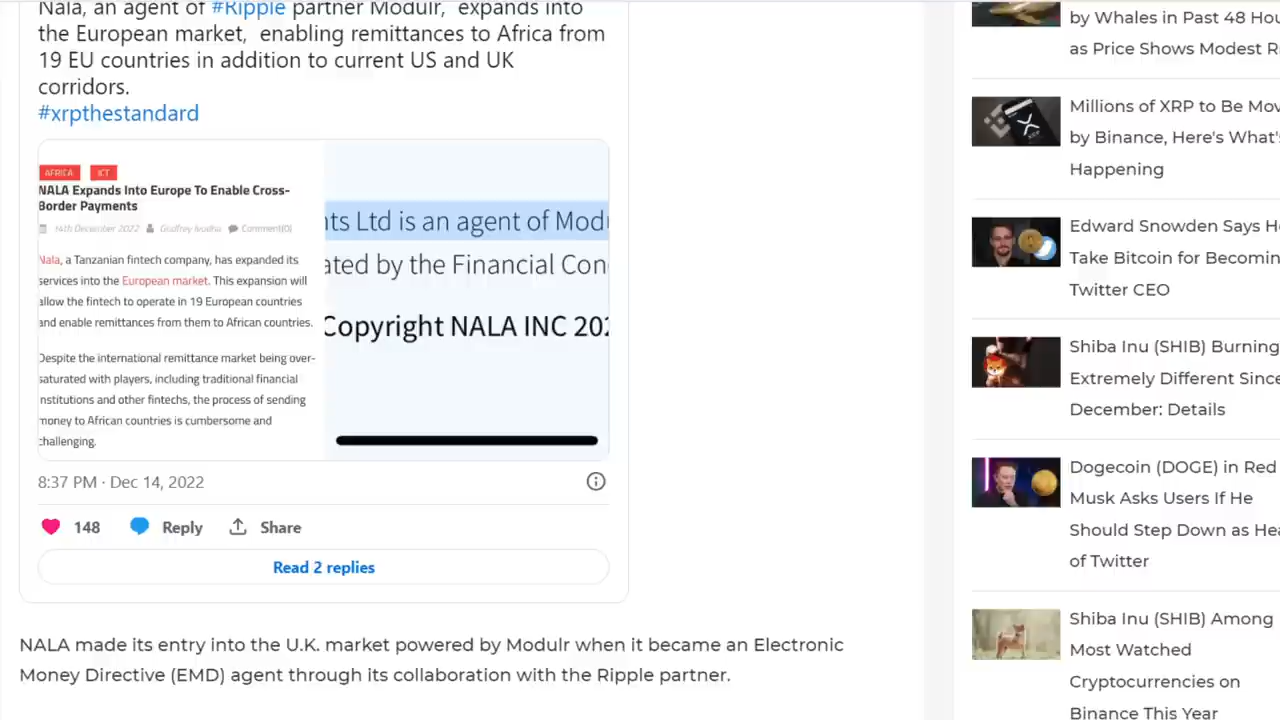 Nala, an agent of #Ripple partner Modulr, expands into
the European market, enabling remittances to Africa from
19 EU countries in addition to current US and UK
corridors.
#xrpthestandard
AFRICA ICT
NALA Expands Into Europe To Enable Cross-
Border Payments
14th December 2022 Godfrey Ivudria Comment(0)
Nala, a Tanzanian fintech company, has expanded its
services into the European market. This expansion will
allow the fintech to operate in 19 European countries
and enable remittances from them to African countries.
Despite the international remittance market being over-
saturated with players, including traditional financial
institutions and other fintechs, the process of sending
money to African countries is cumbersome and
challenging.
nts Ltd is an agent of Modu
ated by the Financial Con
Copyright NALA INC 202
8:37 PM · Dec 14, 2022
148 Reply Share
Read 2 replies
NALA made its entry into the U.K. market powered by Modulr when it became an Electronic
Money Directive (EMD) agent through its collaboration with the Ripple partner.
by Whales in Past 48 Hou
as Price Shows Modest R
Millions of XRP to Be Mov
by Binance, Here's What's
Happening
Edward Snowden Says He
Take Bitcoin for Becomin
Twitter CEO
Shiba Inu (SHIB) Burning
Extremely Different Since
December: Details
Dogecoin (DOGE) in Red
Musk Asks Users If He
Should Step Down as Hea
of Twitter
Shiba Inu (SHIB) Among
Most Watched
Cryptocurrencies on
Binance This Year